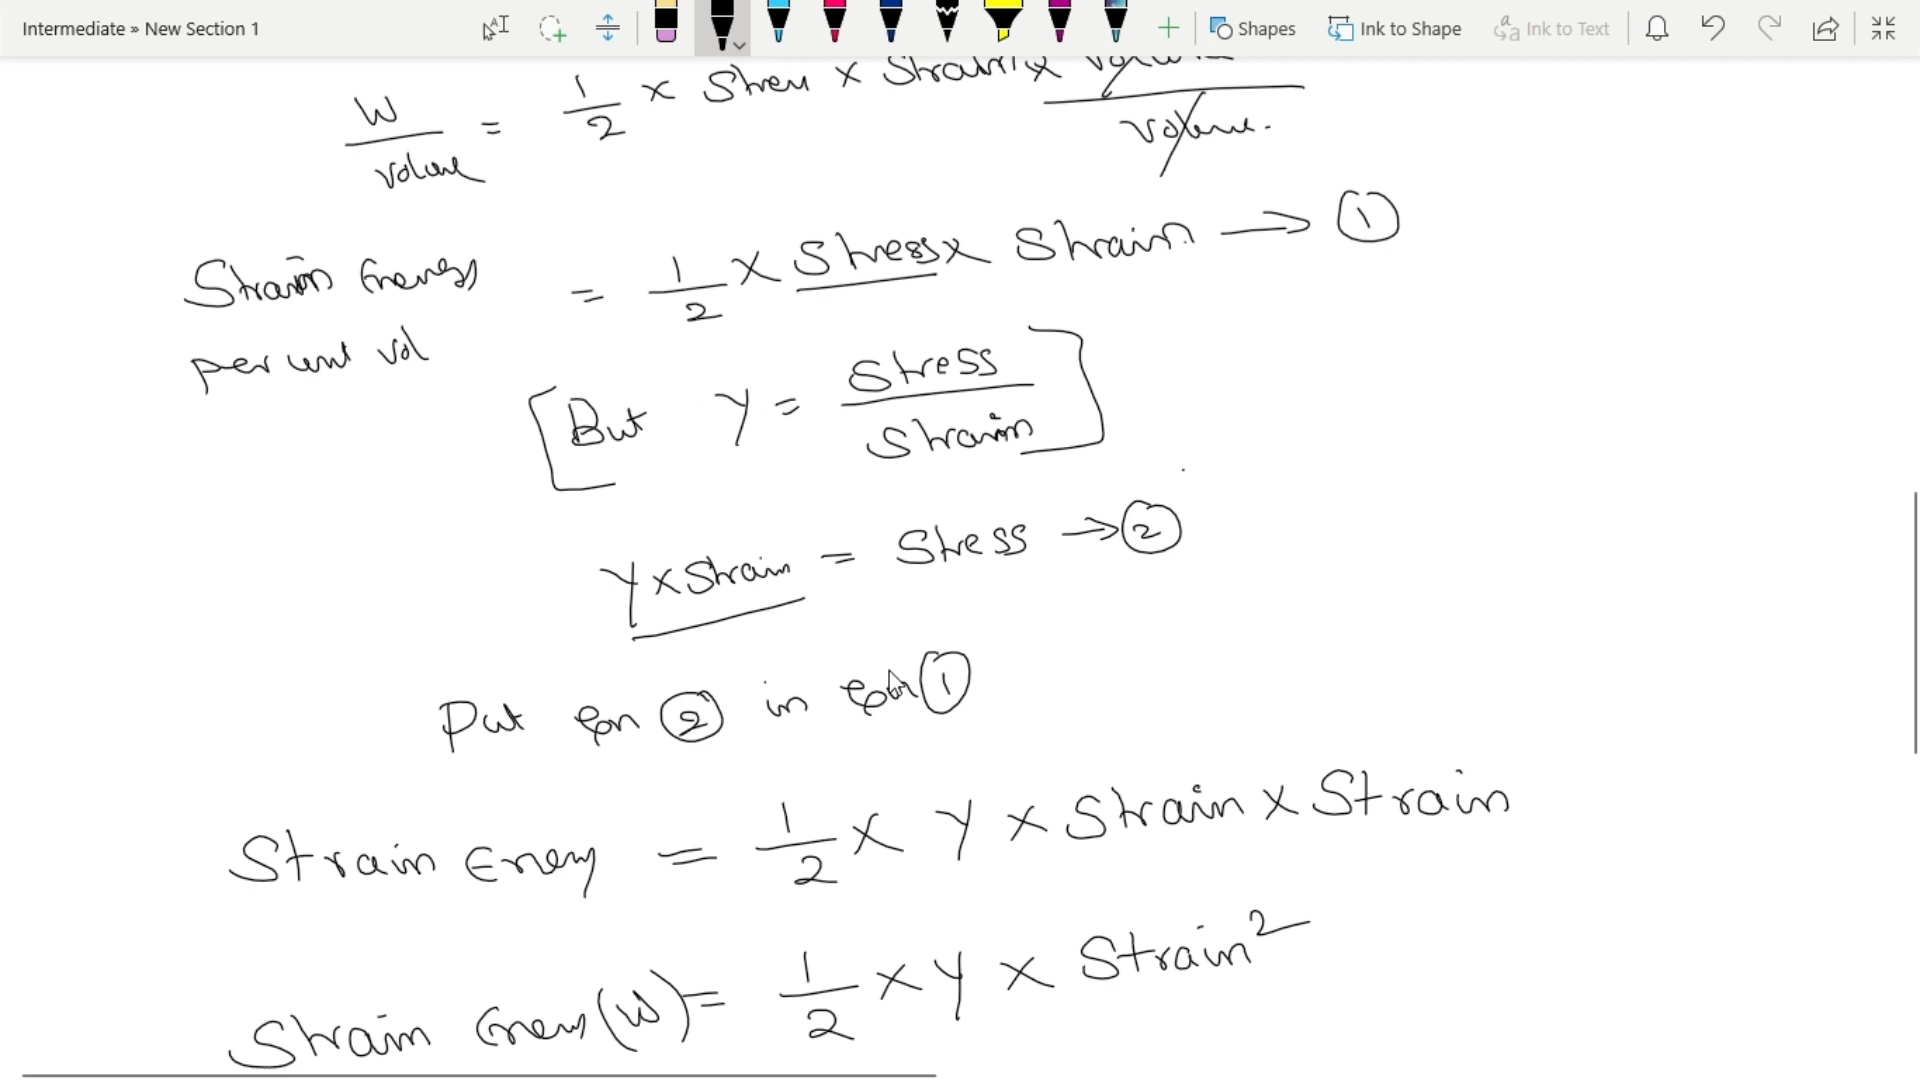 Intermediate » New Section 1 Shapes Ink to Shape Ink to Text
W/volume = 1/2 × Stress × Strain × volume/volume.
Strain Energy per unit vol = 1/2 × Stress × Strain → ①
[But Y = Stress/Strain]
Y × Strain = Stress → ②
Put Eqn ② in Eqn ①
Strain Energy = 1/2 × Y × Strain × Strain
Strain Energy (W) = 1/2 × Y × Strain²